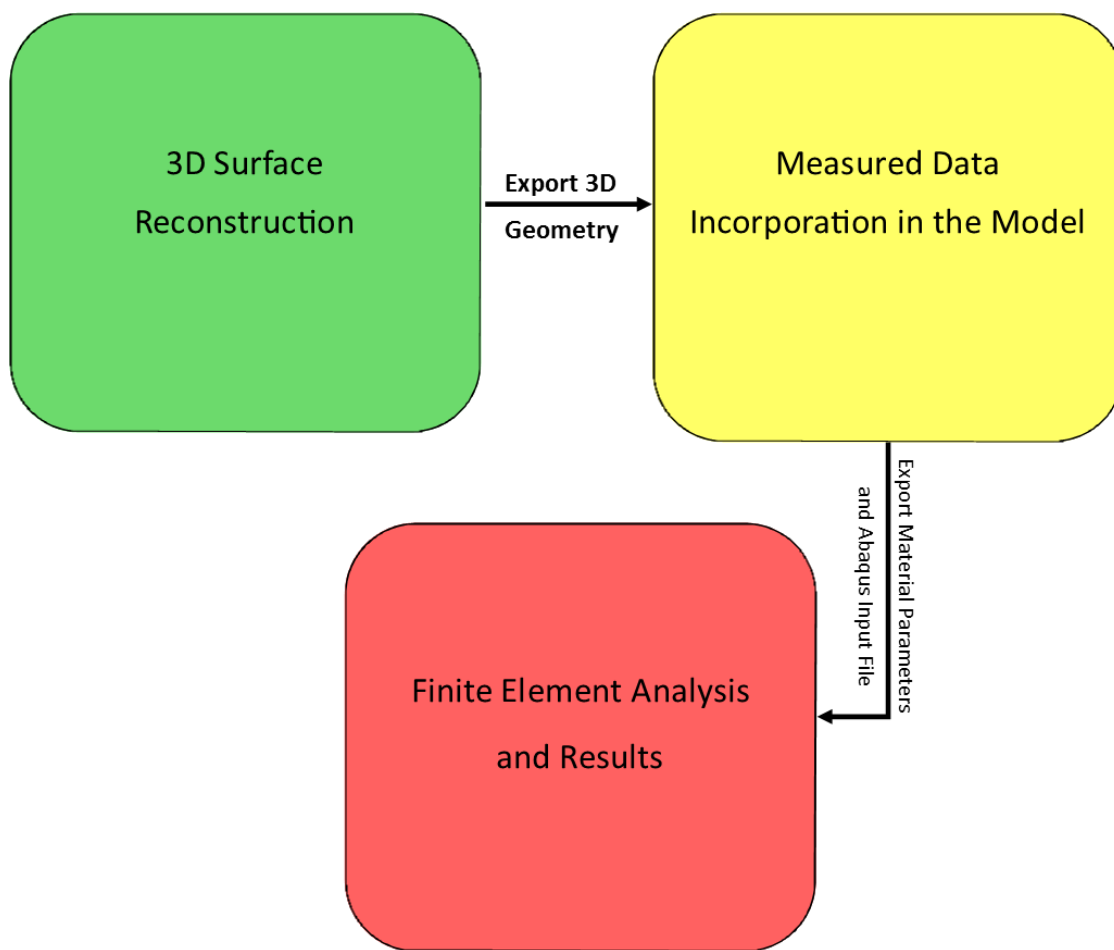 3D Surface
Reconstruction
Export 3D
Geometry
Measured Data
Incorporation in the Model
Export Material Parameters
and Abaqus Input File
Finite Element Analysis
and Results